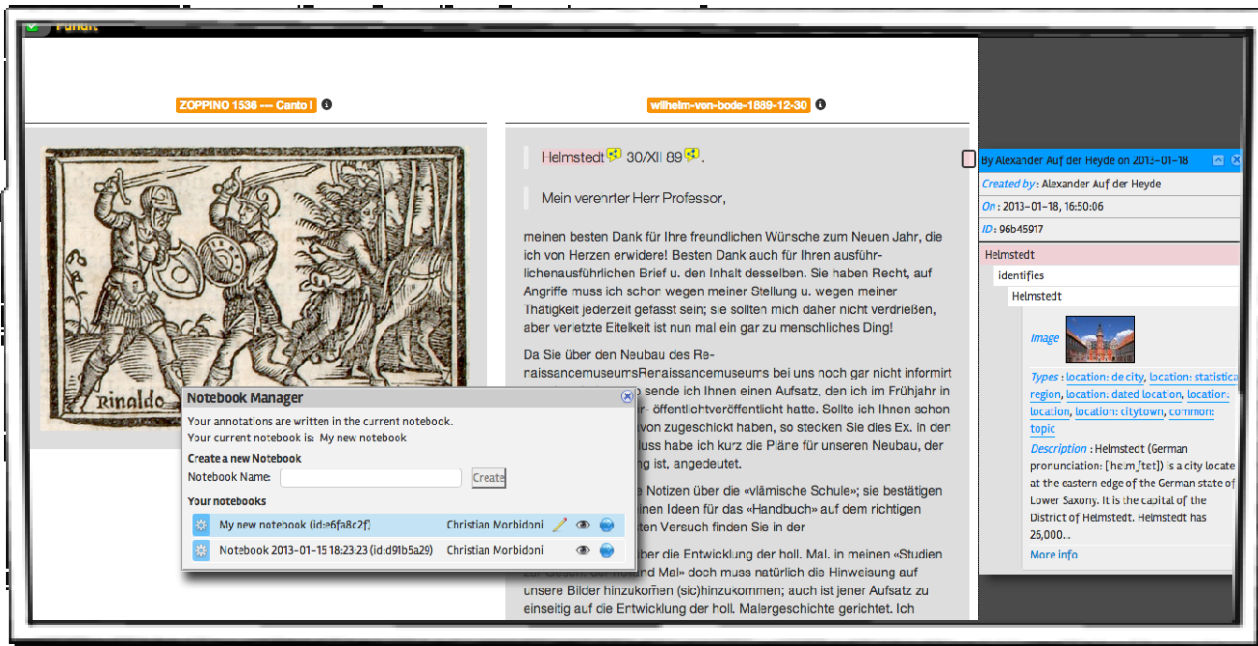 Pundit
ZOPPINO 1536 --- Canto I
Rinaldo
wilhelm-von-bode-1889-12-30
Helmstedt 30/XII 89 .
Mein verehrter Herr Professor,
meinen besten Dank für Ihre freundlichen Wünsche zum Neuen Jahr, die
ich von Herzen erwidere! Besten Dank auch für Ihren ausführ-
lichenausführlichen Brief u. den Inhalt desselben. Sie haben Recht, auf
Angriffe muss ich schon wegen meiner Stellung u. wegen meiner
Thätigkeit jederzeit gefasst sein; sie sollten mich daher nicht verdrießen,
aber verletzte Eitelkeit ist nun mal ein gar zu menschliches Ding!
Da Sie über den Neubau des Re-
naissancemuseumsRenaissancemuseums bei uns noch gar nicht informirt
sende ich Ihnen einen Aufsatz, den ich im Frühjahr in
öffentlichtveröffentlicht hatte. Sollte ich Ihnen schon
zugeschickt haben, so stecken Sie dies Ex. in den
habe ich kurz die Pläne für unseren Neubau, der
ist, angedeutet.
Notizen über die «vlämische Schule»; sie bestätigen
Ideen für das «Handbuch» auf dem richtigen
Versuch finden Sie in der
die Entwicklung der holl. Mal. in meinen «Studien
Mal» doch muss natürlich die Hinweisung auf
unsere Bilder hinzukomen (sic)hinzukommen; auch ist jener Aufsatz zu
einseitig auf die Entwicklung der holl. Malergeschichte gerichtet. Ich
Notebook Manager
Your annotations are written in the current notebook.
Your current notebook is: My new notebook
Create a new Notebook
Notebook Name: Create
Your notebooks
My new notebook (id:e6fa8c2f) Christian Morbidoni
Notebook 2013-01-15 18:23:23 (id:d91b5a29) Christian Morbidoni
By Alexander Auf der Heyde on 2013-01-18
Created by: Alexander Auf der Heyde
On : 2013-01-18, 16:50:06
ID: 96b45917
Helmstedt
identifies
Helmstedt
Image
Types : location: de city, location: statistica
region, location: dated location, location:
location, location: citytown, common:
topic
Description : Helmstedt (German
pronunciation: [hɛlmˌʃtɛt]) is a city locate
at the eastern edge of the German state of
Lower Saxony. It is the capital of the
District of Helmstedt. Helmstedt has
25,000...
More info